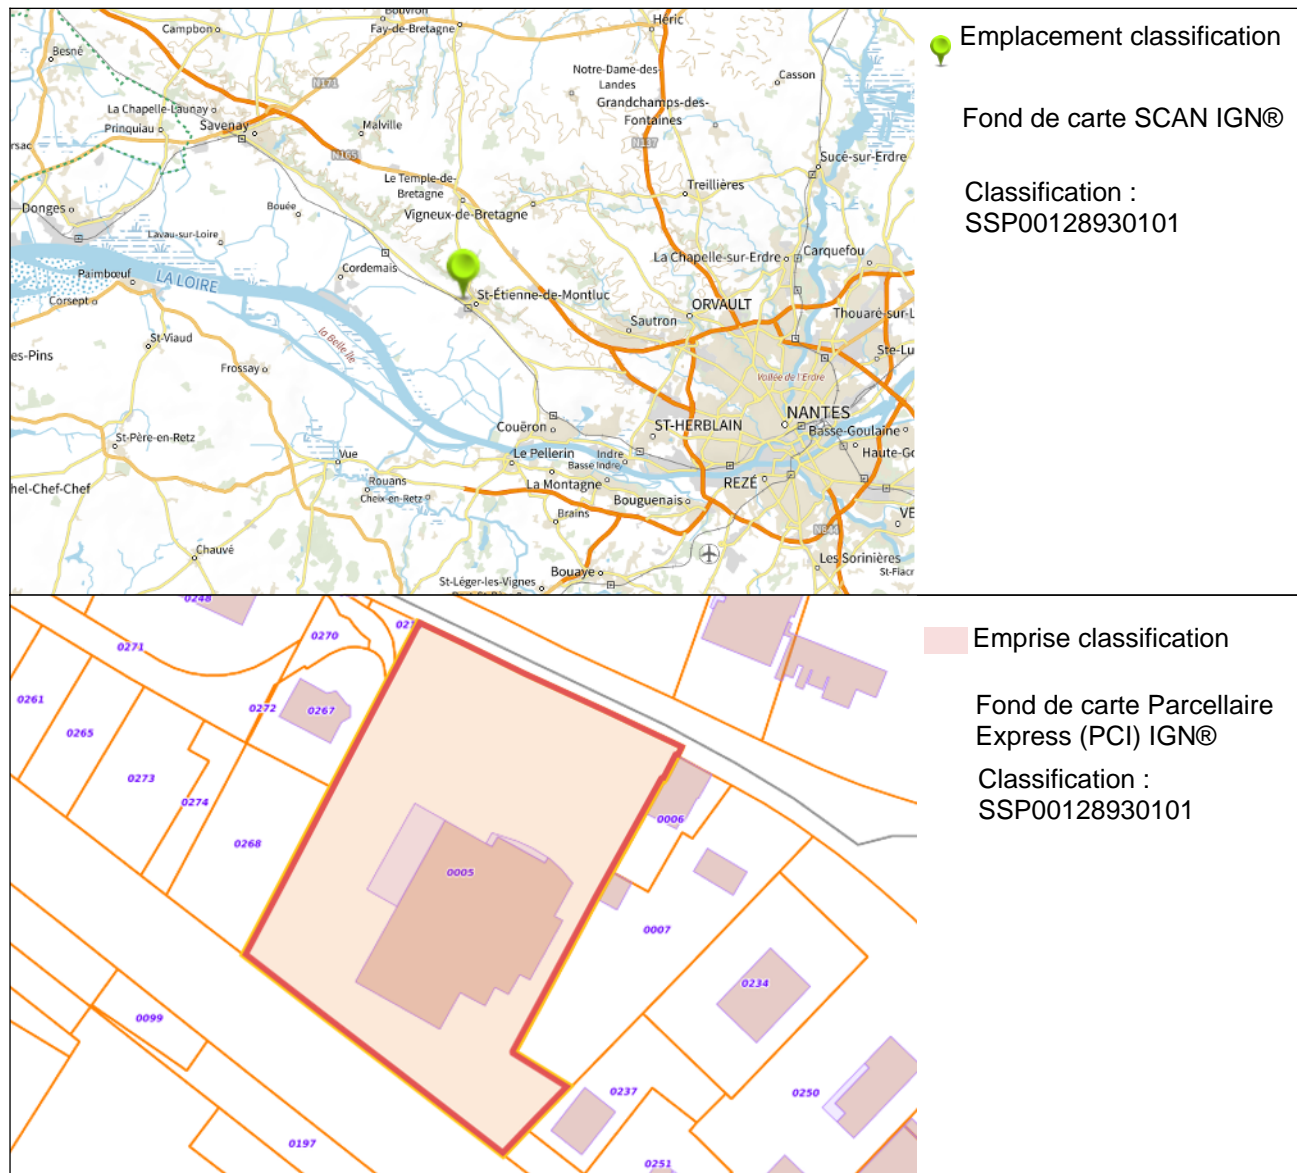 Bouvron
Héric
Campbon
Fay-de-Bretagne
Besné
Notre-Dame-des-
Landes
Casson
N171
La Chapelle-Launay
Grandchamps-des-
Fontaines
Prinquiau
Savenay
Malville
N137
N165
Sucé-sur-Erdre
Le Temple-de-
Bretagne
Treillières
Donges
Bouée
Vigneux-de-Bretagne
Lavau-sur-Loire
La Chapelle-sur-Erdre
Carquefou
Paimbœuf
LA LOIRE
Cordemais
Corsept
St-Étienne-de-Montluc
ORVAULT
Thouaré-sur-L
Sautron
la Belle Île
St-Viaud
es-Pins
Ste-Lu
Frossay
Vallée de l'Erdre
NANTES
St-Père-en-Retz
Couëron
ST-HERBLAIN
Basse-Goulaine
Vue
Le Pellerin
Indre
Basse Indre
Haute-Go
hel-Chef-Chef
Rouans
La Montagne
REZÉ
Cheix-en-Retz
Bouguenais
Brains
VE
N844
Chauvé
Les Sorinières
Bouaye
St-Fiacr
St-Léger-les-Vignes
Emplacement classification
Fond de carte SCAN IGN®
Classification :
SSP00128930101
0248
0270
0271
0261
0272
0267
0265
0273
0274
0006
0268
0005
0007
0234
0099
0237
0250
0197
0251
Emprise classification
Fond de carte Parcellaire
Express (PCI) IGN®
Classification :
SSP00128930101